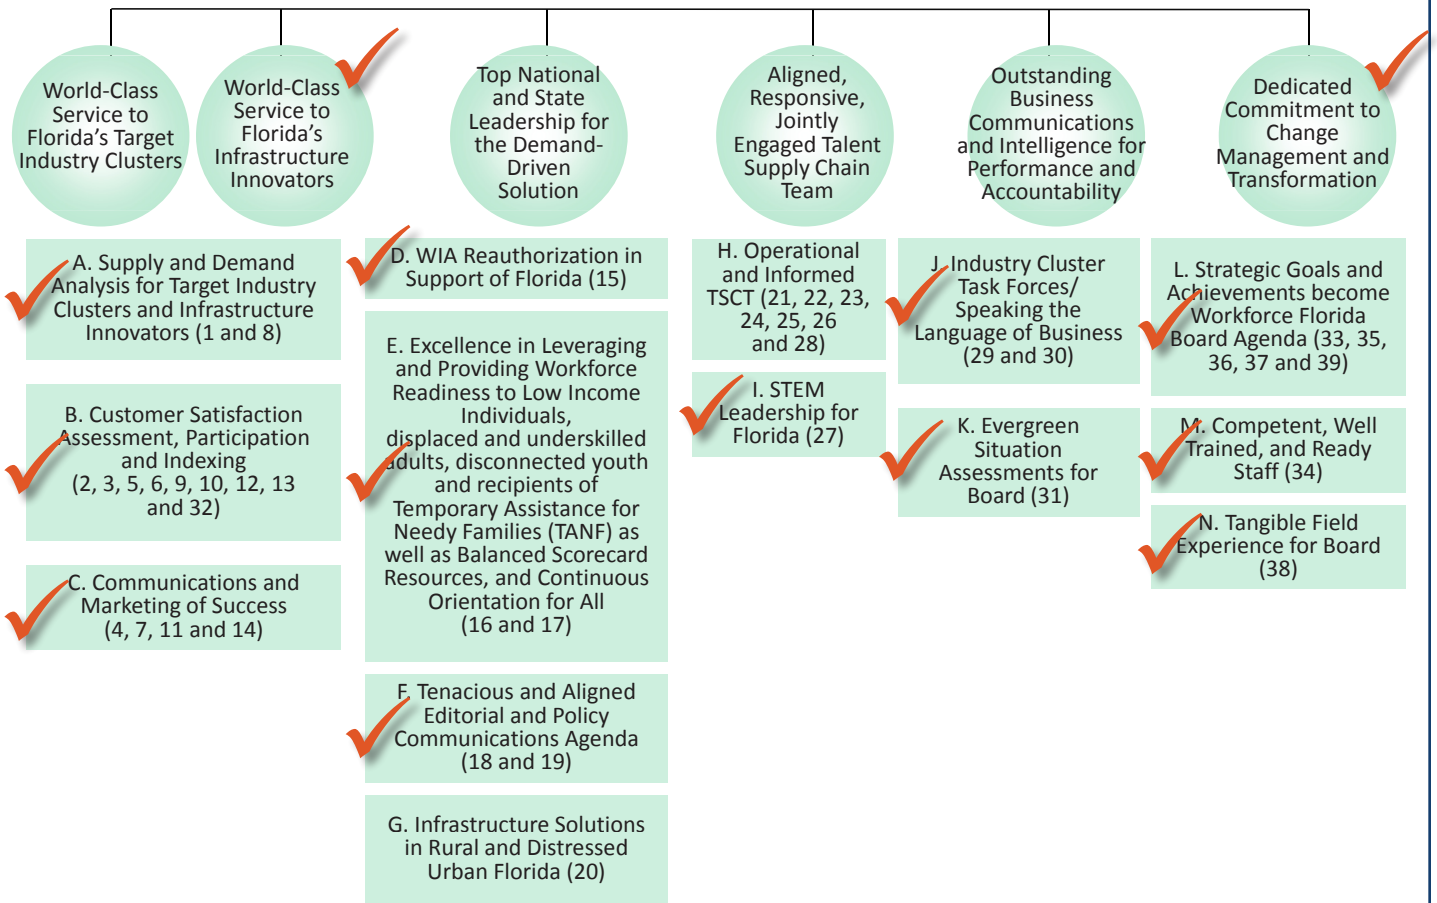 World-Class
Service to
Florida's Target
Industry Clusters
World-Class
Service to
Florida's
Infrastructure
Innovators
Top National
and State
Leadership for
the Demand-
Driven
Solution
Aligned,
Responsive,
Jointly
Engaged Talent
Supply Chain
Team
Outstanding
Business
Communications
and Intelligence for
Performance and
Accountability
Dedicated
Commitment to
Change
Management and
Transformation
A. Supply and Demand
Analysis for Target Industry
Clusters and Infrastructure
Innovators (1 and 8)
B. Customer Satisfaction
Assessment, Participation
and Indexing
(2, 3, 5, 6, 9, 10, 12, 13
and 32)
C. Communications and
Marketing of Success
(4, 7, 11 and 14)
D. WIA Reauthorization in
Support of Florida (15)
E. Excellence in Leveraging
and Providing Workforce
Readiness to Low Income
Individuals,
displaced and underskilled
adults, disconnected youth
and recipients of
Temporary Assistance for
Needy Families (TANF) as
well as Balanced Scorecard
Resources, and Continuous
Orientation for All
(16 and 17)
F. Tenacious and Aligned
Editorial and Policy
Communications Agenda
(18 and 19)
G. Infrastructure Solutions
in Rural and Distressed
Urban Florida (20)
H. Operational
and Informed
TSCT (21, 22, 23,
24, 25, 26
and 28)
I. STEM
Leadership for
Florida (27)
J. Industry Cluster
Task Forces/
Speaking the
Language of Business
(29 and 30)
K. Evergreen
Situation
Assessments for
Board (31)
L. Strategic Goals and
Achievements become
Workforce Florida
Board Agenda (33, 35,
36, 37 and 39)
M. Competent, Well
Trained, and Ready
Staff (34)
N. Tangible Field
Experience for Board
(38)